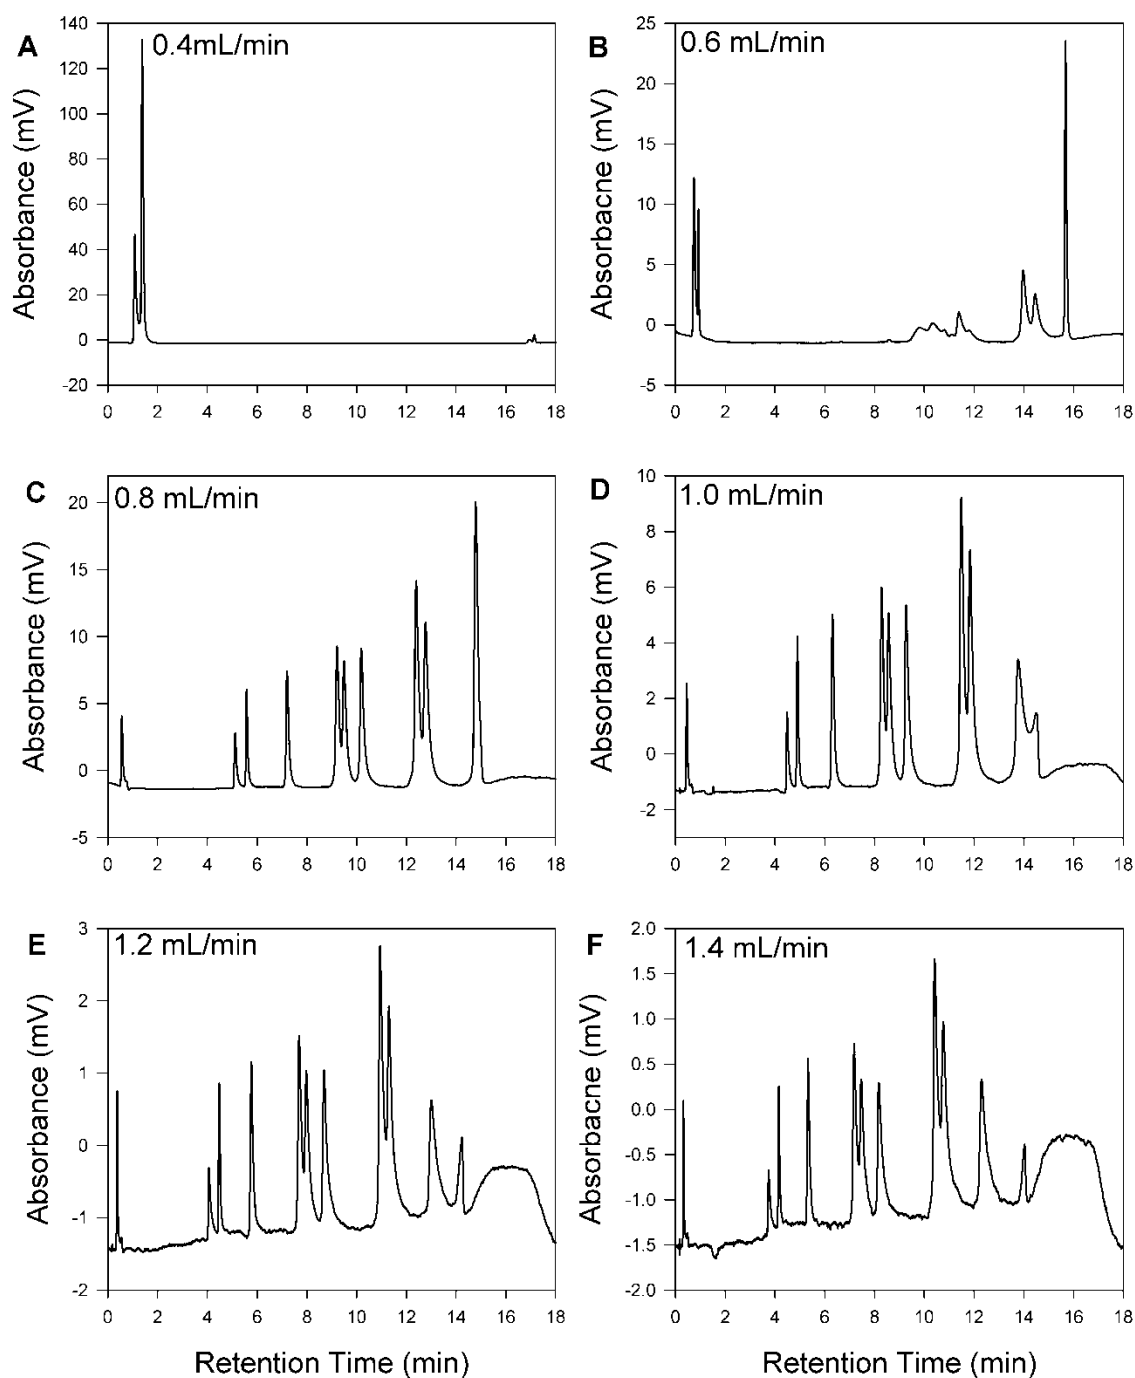 A
0.4mL/min
Absorbance (mV)
140
120
100
80
60
40
20
0
-20
0 2 4 6 8 10 12 14 16 18
B
0.6 mL/min
Absorbacne (mV)
25
20
15
10
5
0
-5
0 2 4 6 8 10 12 14 16 18
C
0.8 mL/min
Absorbance (mV)
20
15
10
5
0
-5
0 2 4 6 8 10 12 14 16 18
D
1.0 mL/min
Absorbance (mV)
10
8
6
4
2
0
-2
0 2 4 6 8 10 12 14 16 18
E
1.2 mL/min
Absorbance (mV)
3
2
1
0
-1
-2
0 2 4 6 8 10 12 14 16 18
Retention Time (min)
F
1.4 mL/min
Absorbacne (mV)
2.0
1.5
1.0
0.5
0.0
-0.5
-1.0
-1.5
-2.0
0 2 4 6 8 10 12 14 16 18
Retention Time (min)